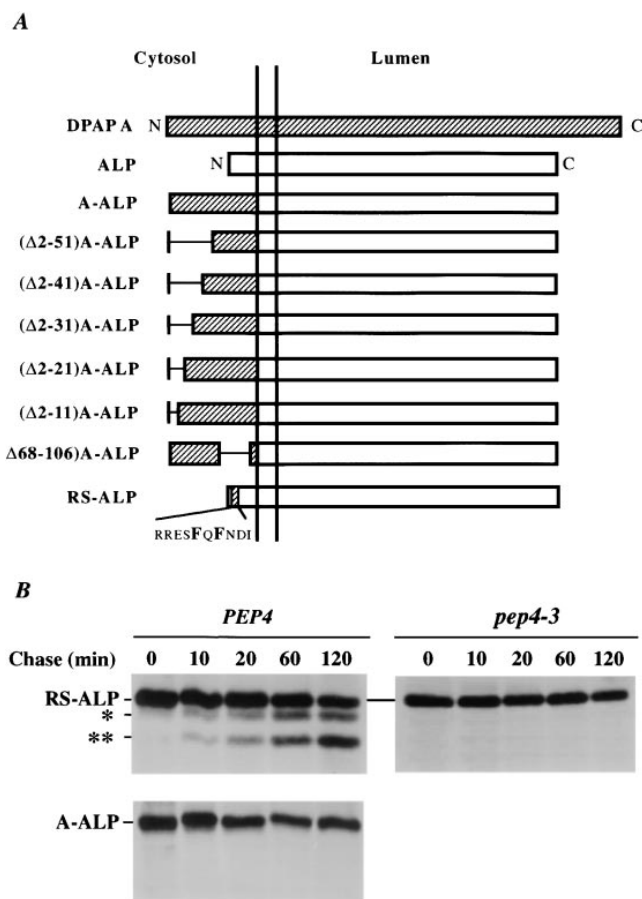 A
Cytosol Lumen
DPAP A N C
ALP N C
A-ALP
(Δ2-51)A-ALP
(Δ2-41)A-ALP
(Δ2-31)A-ALP
(Δ2-21)A-ALP
(Δ2-11)A-ALP
Δ68-106)A-ALP
RS-ALP
RRESFQFNDI
B
PEP4 pep4-3
Chase (min) 0 10 20 60 120 0 10 20 60 120
RS-ALP
*
**
A-ALP